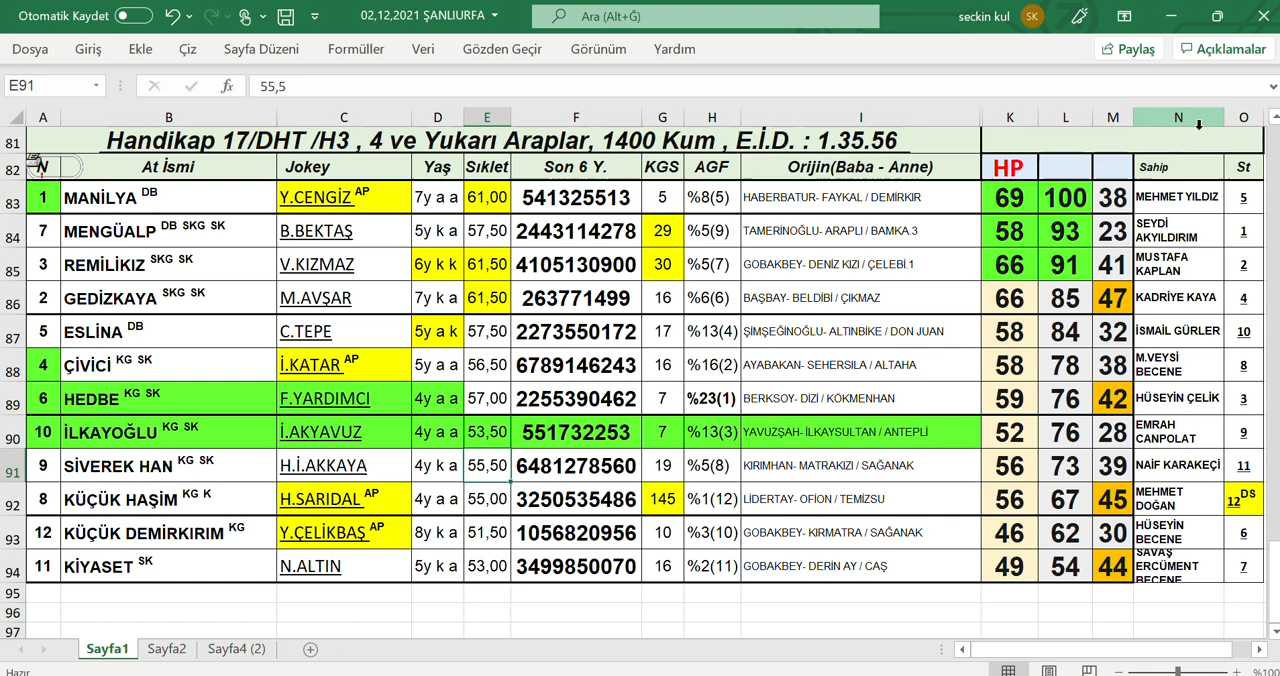 Otomatik Kaydet 02,12,2021 ŞANLIURFA Ara (Alt+Ğ) seckin kul SK
Dosya Giriş Ekle Çiz Sayfa Düzeni Formüller Veri Gözden Geçir Görünüm Yardım Paylaş Açıklamalar
E91 fx 55,5
A B C D E F G H I K L M N O
81 Handikap 17/DHT /H3 , 4 ve Yukarı Araplar, 1400 Kum , E.İ.D. : 1.35.56
82 N At İsmi Jokey Yaş Sıklet Son 6 Y. KGS AGF Orijin(Baba - Anne) HP Sahip St
83 1 MANİLYA DB Y.CENGİZ AP 7y a a 61,00 541325513 5 %8(5) HABERBATUR- FAYKAL / DEMİRKIR 69 100 38 MEHMET YILDIZ 5
84 7 MENGÜALP DB SKG SK B.BEKTAŞ 5y k a 57,50 2443114278 29 %5(9) TAMERİNOĞLU- ARAPLI / BAMKA.3 58 93 23 SEYDİ AKYILDIRIM 1
85 3 REMİLİKIZ SKG SK V.KIZMAZ 6y k k 61,50 4105130900 30 %5(7) GOBAKBEY- DENİZ KIZI / ÇELEBİ.1 66 91 41 MUSTAFA KAPLAN 2
86 2 GEDİZKAYA SKG SK M.AVŞAR 7y k a 61,50 263771499 16 %6(6) BAŞBAY- BELDİBİ / ÇIKMAZ 66 85 47 KADRİYE KAYA 4
87 5 ESLİNA DB C.TEPE 5y a k 57,50 2273550172 17 %13(4) ŞİMŞEĞİNOĞLU- ALTINBİKE / DON JUAN 58 84 32 İSMAİL GÜRLER 10
88 4 ÇİVİCİ KG SK İ.KATAR AP 5y a a 56,50 6789146243 16 %16(2) AYABAKAN- SEHERSILA / ALTAHA 58 78 38 M.VEYSİ BECENE 8
89 6 HEDBE KG SK F.YARDIMCI 4y a a 57,00 2255390462 7 %23(1) BERKSOY- DİZİ / KÖKMENHAN 59 76 42 HÜSEYİN ÇELİK 3
90 10 İLKAYOĞLU KG SK İ.AKYAVUZ 4y a a 53,50 551732253 7 %13(3) YAVUZŞAH- İLKAYSULTAN / ANTEPLİ 52 76 28 EMRAH CANPOLAT 9
91 9 SİVEREK HAN KG SK H.İ.AKKAYA 4y k a 55,50 6481278560 19 %5(8) KIRIMHAN- MATRAKIZI / SAĞANAK 56 73 39 NAİF KARAKEÇİ 11
92 8 KÜÇÜK HAŞİM KG K H.SARIDAL AP 4y a a 55,00 3250535486 145 %1(12) LİDERTAY- OFİON / TEMİZSU 56 67 45 MEHMET DOĞAN 12 DS
93 12 KÜÇÜK DEMİRKIRIM KG Y.ÇELİKBAŞ AP 8y k a 51,50 1056820956 10 %3(10) GOBAKBEY- KIRMATRA / SAĞANAK 46 62 30 HÜSEYİN BECENE 6
94 11 KİYASET SK N.ALTIN 5y k a 53,00 3499850070 16 %2(11) GOBAKBEY- DERİN AY / CAŞ 49 54 44 SAVAŞ ERCÜMENT BECENE 7
95
96
97
Sayfa1 Sayfa2 Sayfa4 (2)
Hazır %100